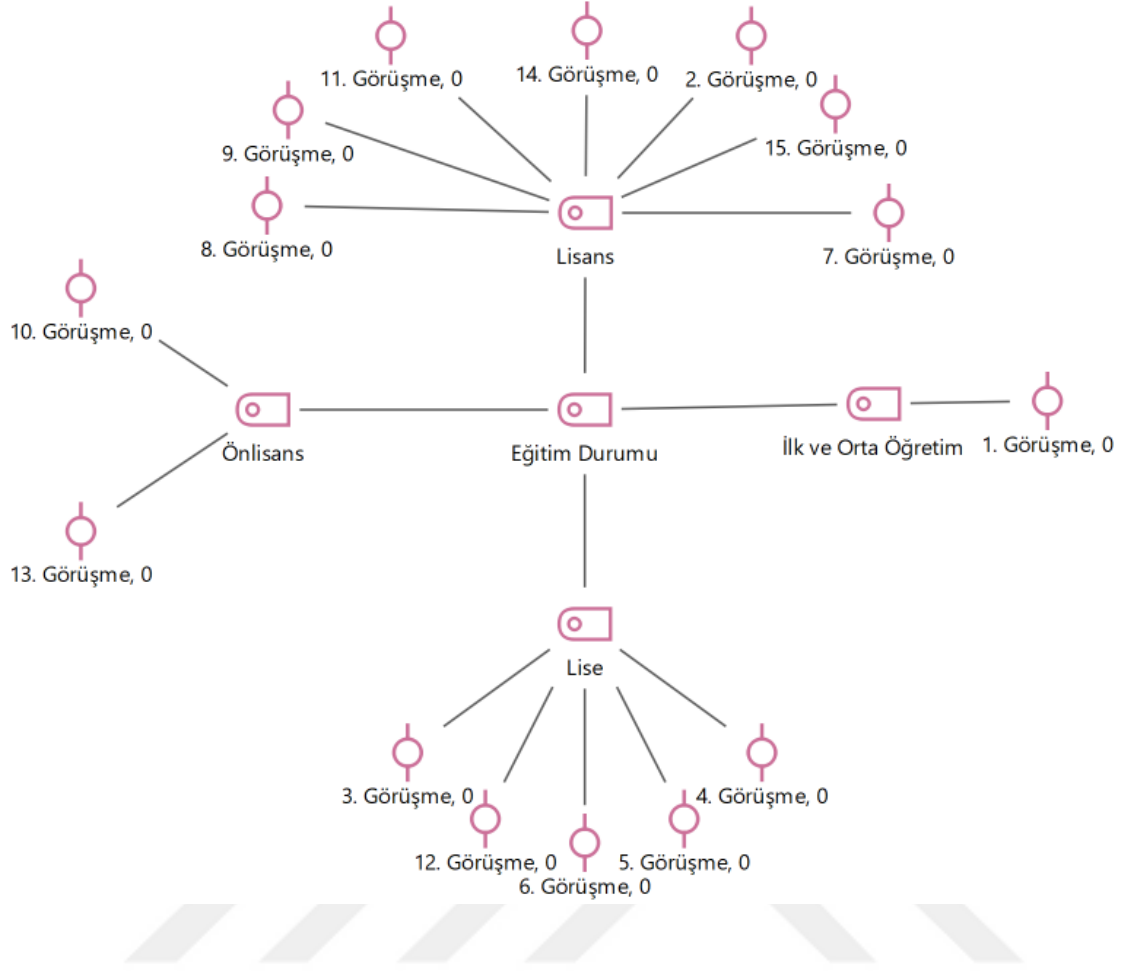 11. Görüşme, 0
14. Görüşme, 0
2. Görüşme, 0
9. Görüşme, 0
15. Görüşme, 0
8. Görüşme, 0
Lisans
7. Görüşme, 0
10. Görüşme, 0
Önlisans
Eğitim Durumu
İlk ve Orta Öğretim
1. Görüşme, 0
13. Görüşme, 0
Lise
3. Görüşme, 0
4. Görüşme, 0
12. Görüşme, 0
5. Görüşme, 0
6. Görüşme, 0